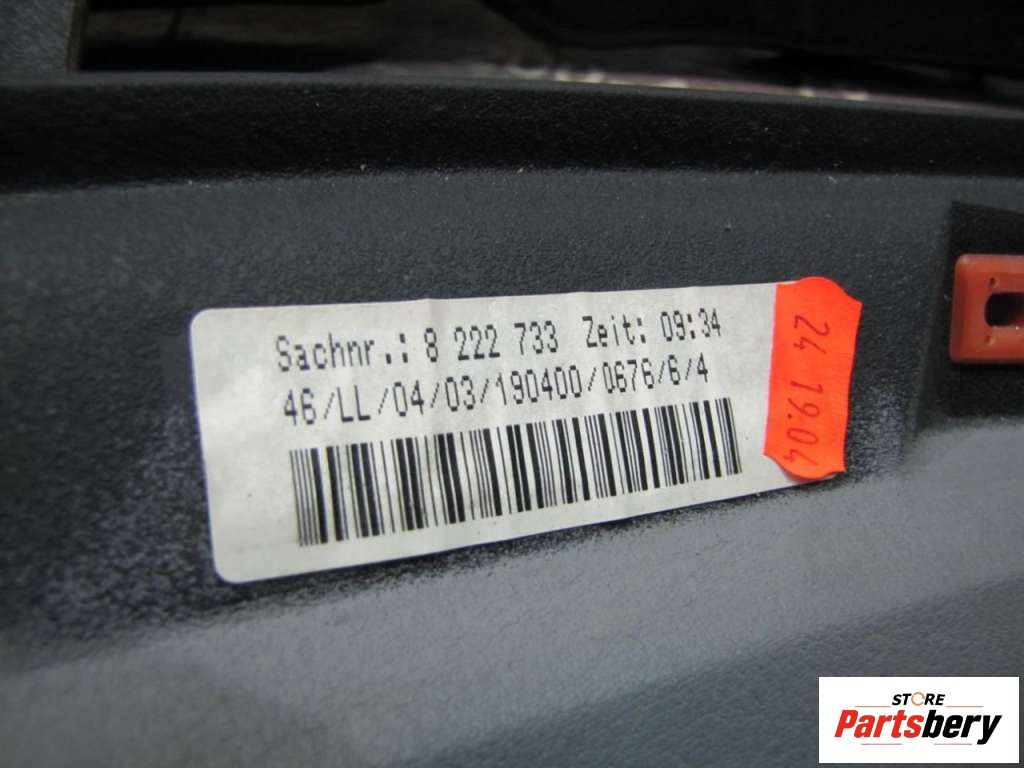 Sachnr.: 8 222 733 Zeit: 09:34
46/LL/04/03/190400/0676/6/4
24 19.04
STORE
Partsbery